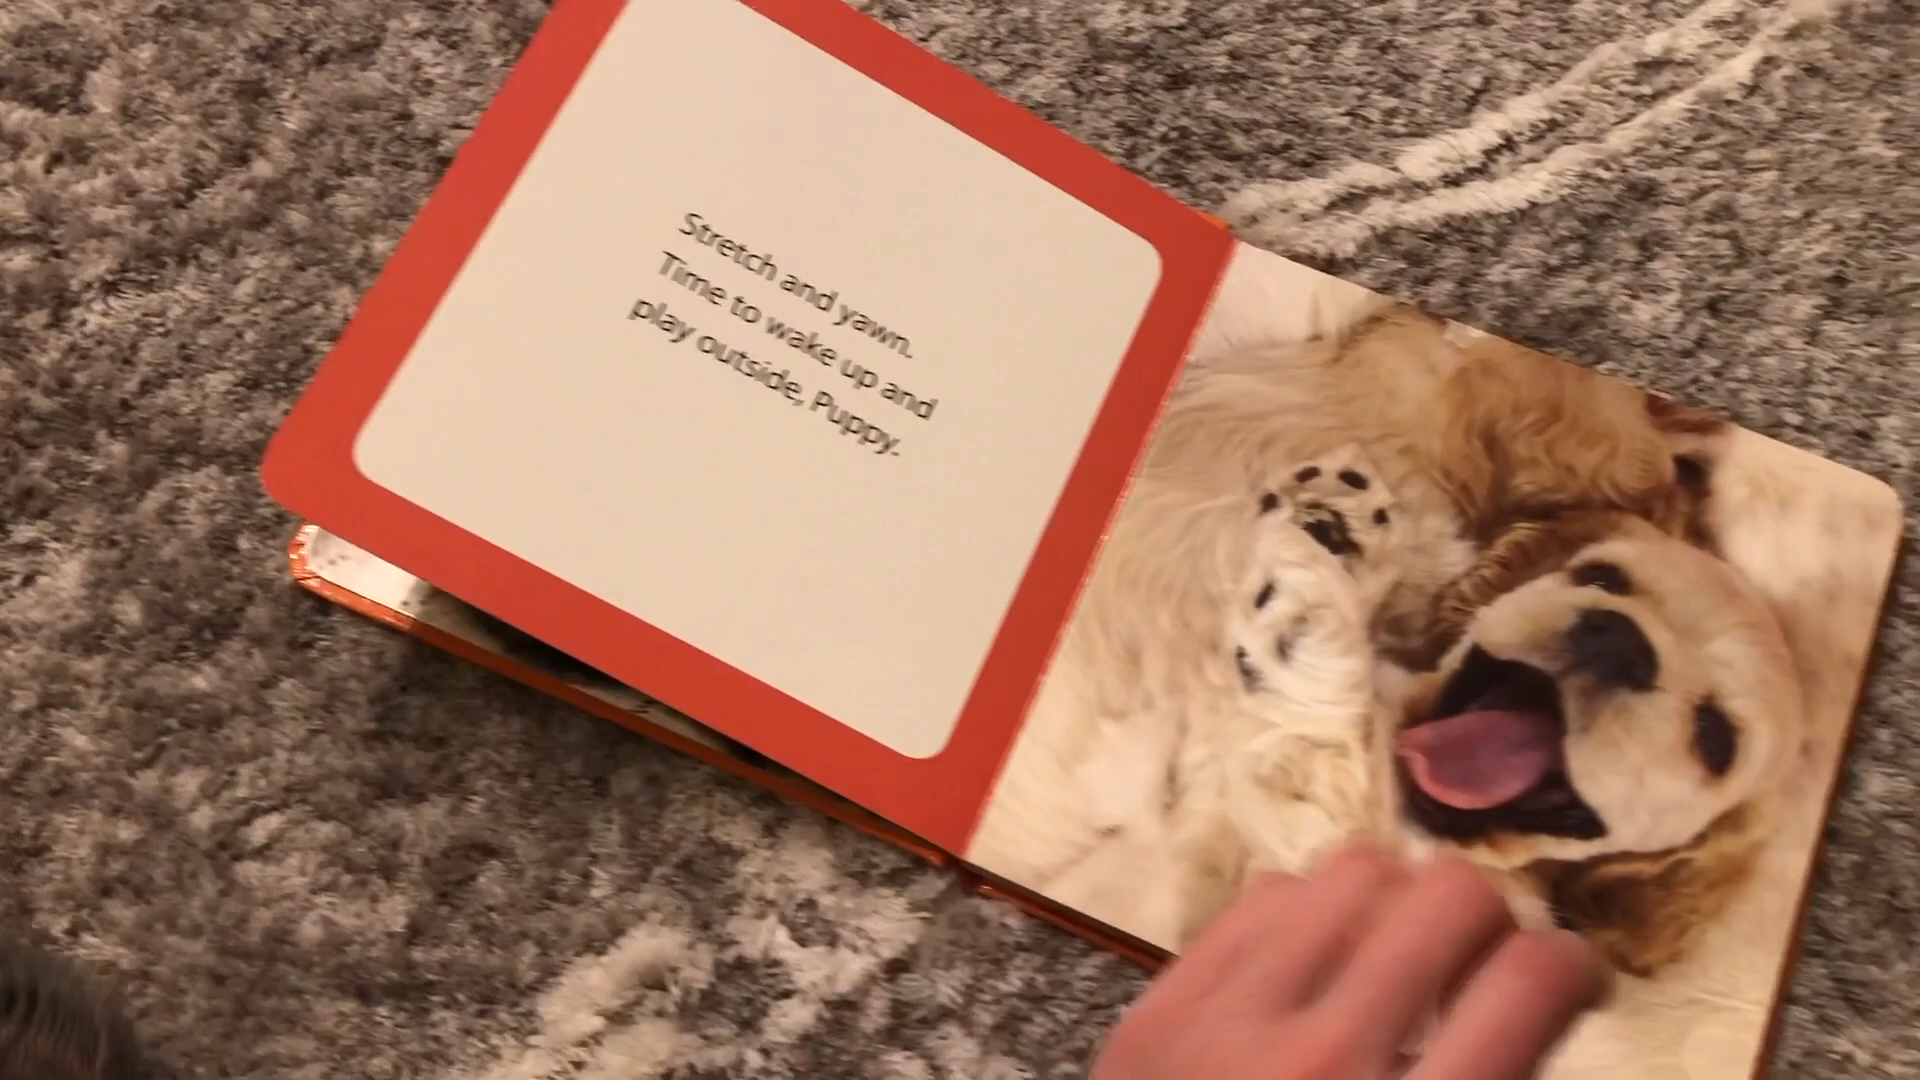 Stretch and yawn.
Time to wake up and
play outside, Puppy.